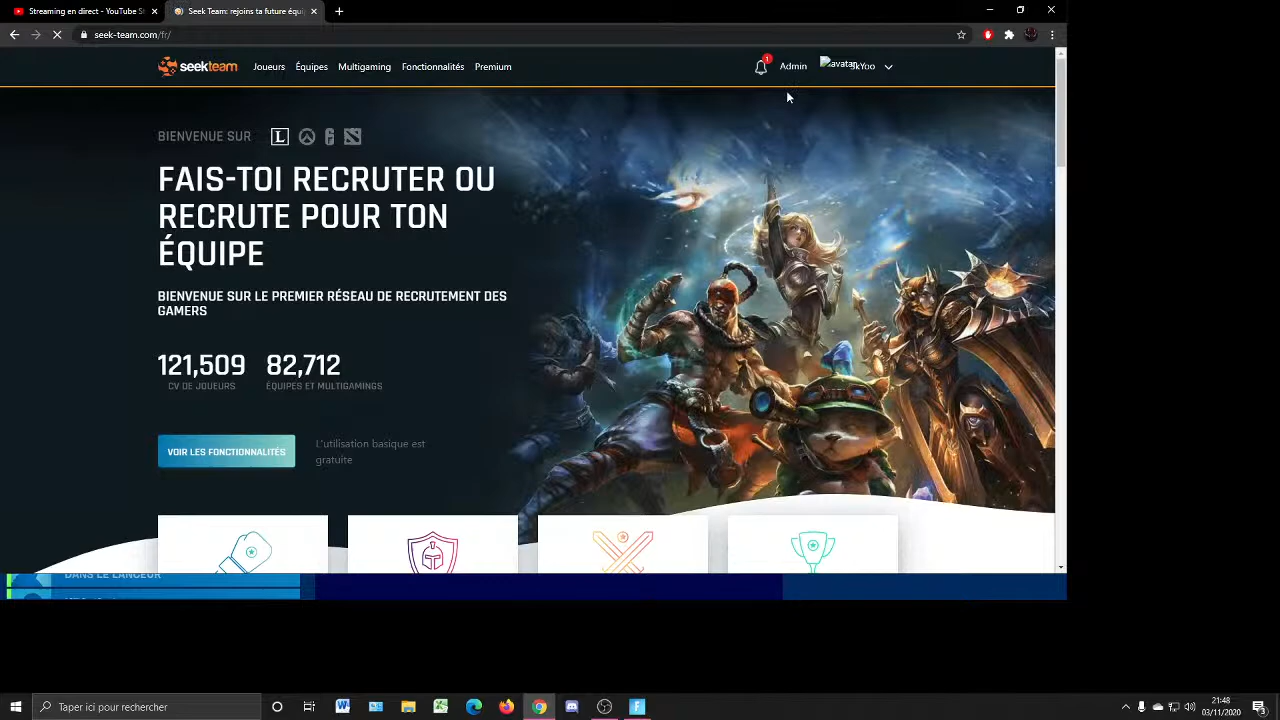 Streaming en direct - YouTube S
Seek Team: rejoins ta future équi
seek-team.com/fr/
seekteam
Joueurs
Équipes
Multigaming
Fonctionnalités
Premium
1
Admin
avatar
kYoo
BIENVENUE SUR
L
FAIS-TOI RECRUTER OU
RECRUTE POUR TON
ÉQUIPE
BIENVENUE SUR LE PREMIER RÉSEAU DE RECRUTEMENT DES
GAMERS
121,509
82,712
CV DE JOUEURS
ÉQUIPES ET MULTIGAMINGS
VOIR LES FONCTIONNALITÉS
L'utilisation basique est
gratuite
DANS LE LANCEUR
Taper ici pour rechercher
21:48
03/11/2020